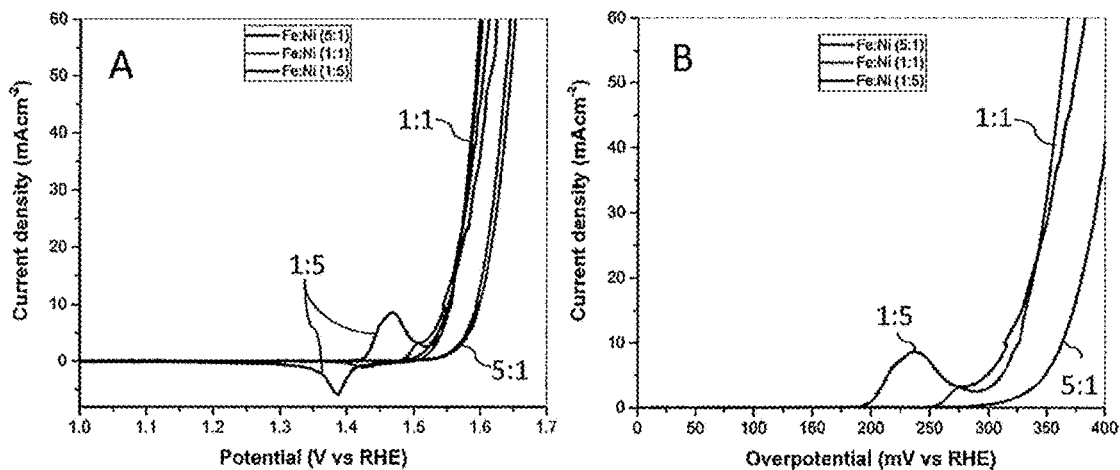 A
Fe:Ni (5:1)
Fe:Ni (1:1)
Fe:Ni (1:5)
1:1
1:5
5:1
60
50
40
30
20
10
0
1.0 1.1 1.2 1.3 1.4 1.5 1.6 1.7
Current density (mAcm⁻²)
Potential (V vs RHE)
B
Fe:Ni (5:1)
Fe:Ni (1:1)
Fe:Ni (1:5)
1:1
1:5
5:1
60
50
40
30
20
10
0
0 50 100 150 200 250 300 350 400
Current density (mAcm⁻²)
Overpotential (mV vs RHE)